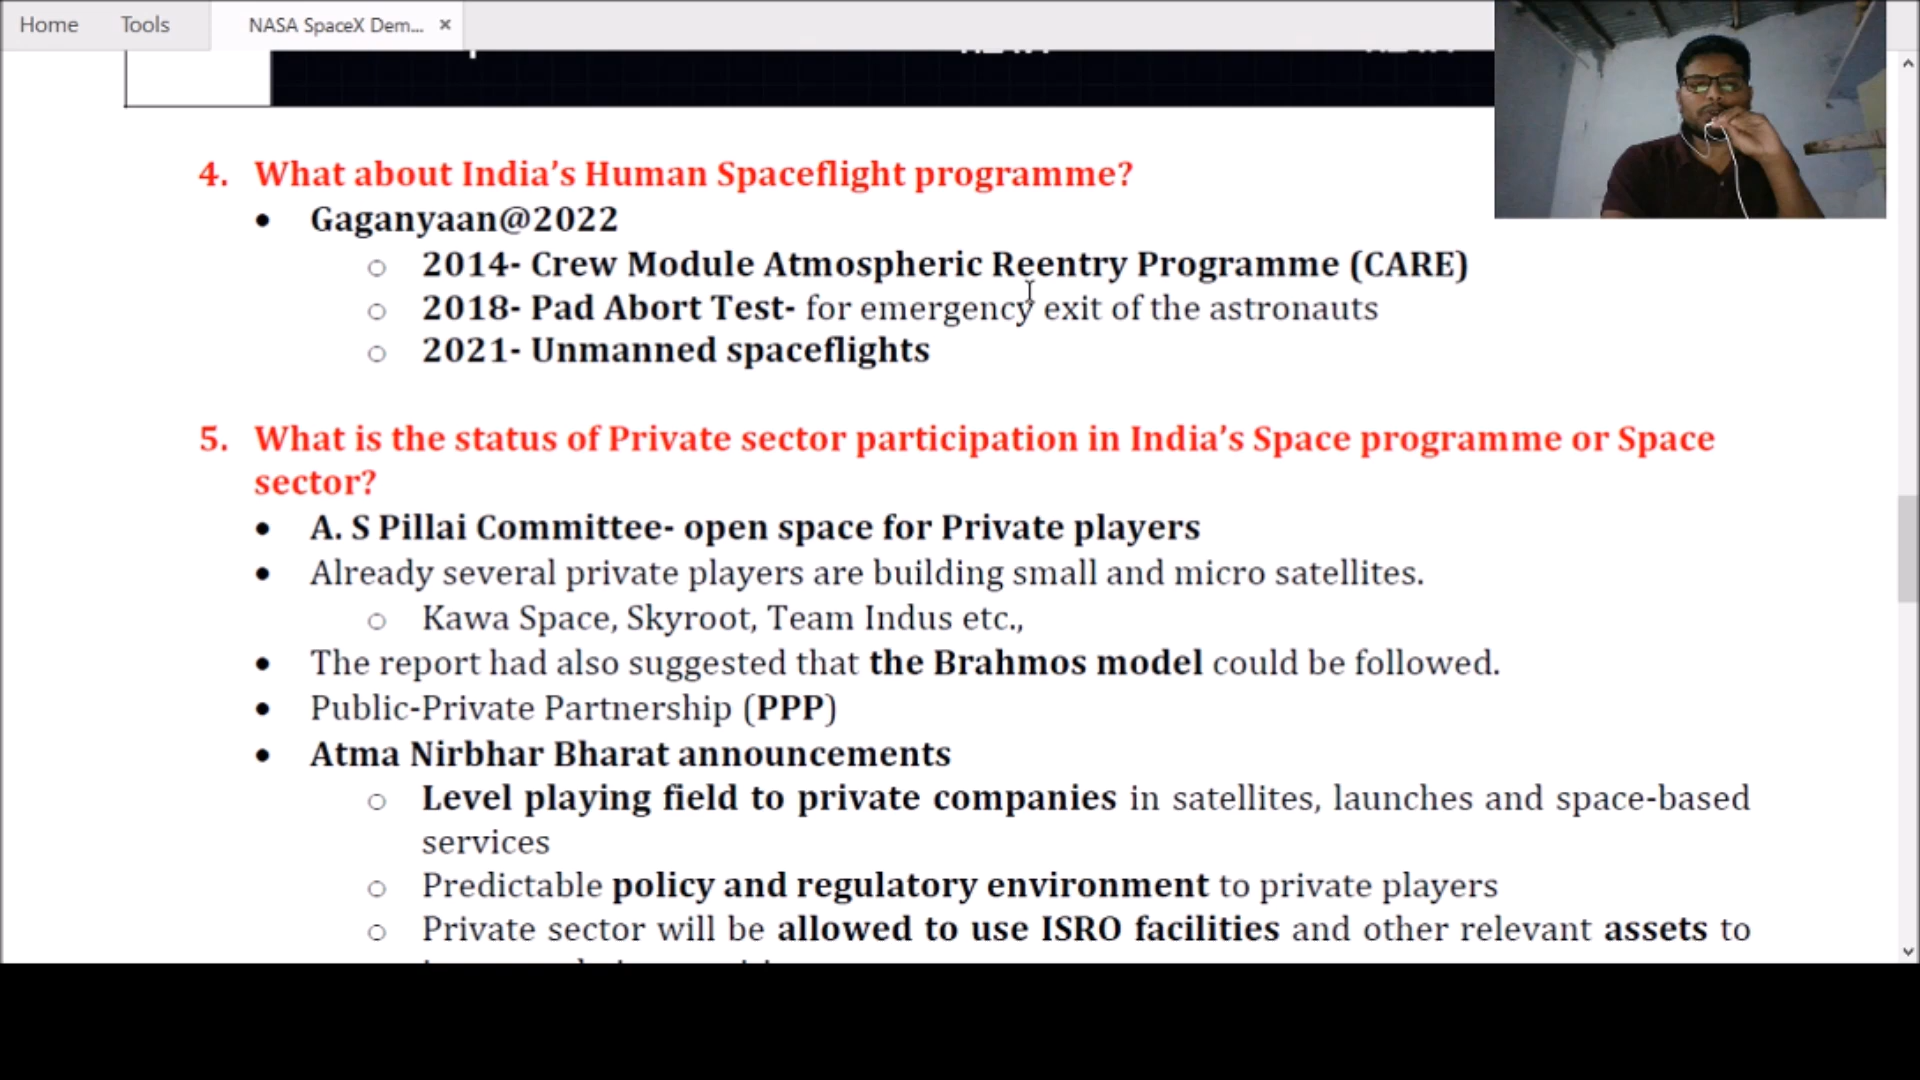 Home Tools NASA SpaceX Dem... ×
4. What about India's Human Spaceflight programme?
• Gaganyaan@2022
○ 2014- Crew Module Atmospheric Reentry Programme (CARE)
○ 2018- Pad Abort Test- for emergency exit of the astronauts
○ 2021- Unmanned spaceflights
5. What is the status of Private sector participation in India's Space programme or Space
sector?
• A. S Pillai Committee- open space for Private players
• Already several private players are building small and micro satellites.
○ Kawa Space, Skyroot, Team Indus etc.,
• The report had also suggested that the Brahmos model could be followed.
• Public-Private Partnership (PPP)
• Atma Nirbhar Bharat announcements
○ Level playing field to private companies in satellites, launches and space-based
services
○ Predictable policy and regulatory environment to private players
○ Private sector will be allowed to use ISRO facilities and other relevant assets to